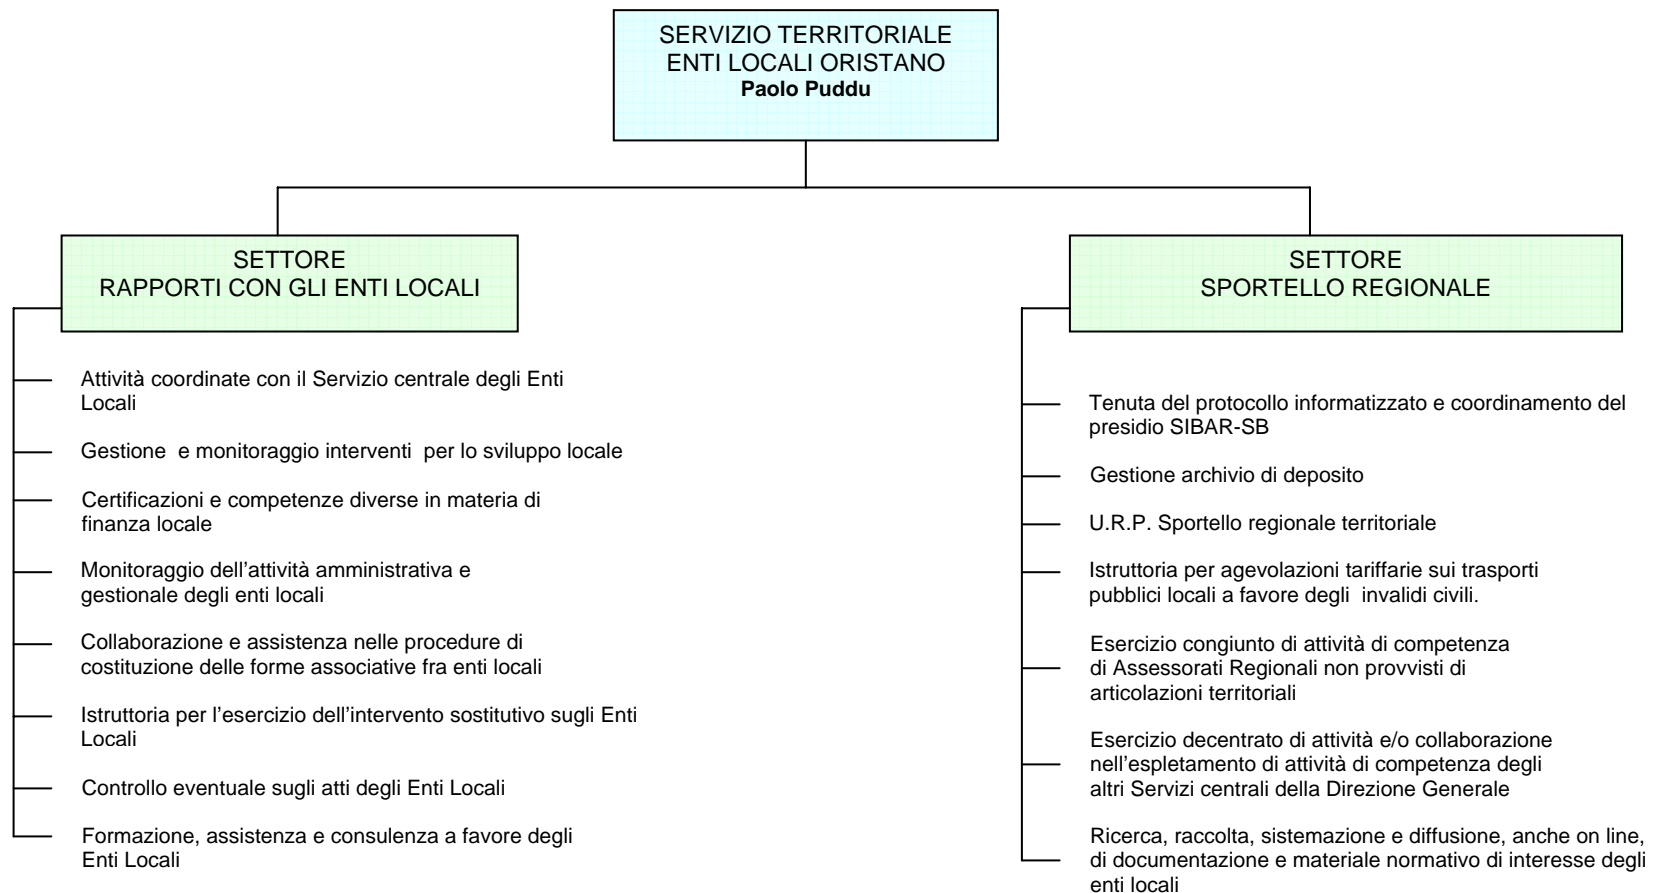 SERVIZIO TERRITORIALE
ENTI LOCALI ORISTANO
Paolo Puddu
SETTORE
RAPPORTI CON GLI ENTI LOCALI
Attività coordinate con il Servizio centrale degli Enti
Locali
Gestione e monitoraggio interventi per lo sviluppo locale
Certificazioni e competenze diverse in materia di
finanza locale
Monitoraggio dell'attività amministrativa e
gestionale degli enti locali
Collaborazione e assistenza nelle procedure di
costituzione delle forme associative fra enti locali
Istruttoria per l'esercizio dell'intervento sostitutivo sugli Enti
Locali
Controllo eventuale sugli atti degli Enti Locali
Formazione, assistenza e consulenza a favore degli
Enti Locali
SETTORE
SPORTELLO REGIONALE
Tenuta del protocollo informatizzato e coordinamento del
presidio SIBAR-SB
Gestione archivio di deposito
U.R.P. Sportello regionale territoriale
Istruttoria per agevolazioni tariffarie sui trasporti
pubblici locali a favore degli invalidi civili.
Esercizio congiunto di attività di competenza
di Assessorati Regionali non provvisti di
articolazioni territoriali
Esercizio decentrato di attività e/o collaborazione
nell'espletamento di attività di competenza degli
altri Servizi centrali della Direzione Generale
Ricerca, raccolta, sistemazione e diffusione, anche on line,
di documentazione e materiale normativo di interesse degli
enti locali